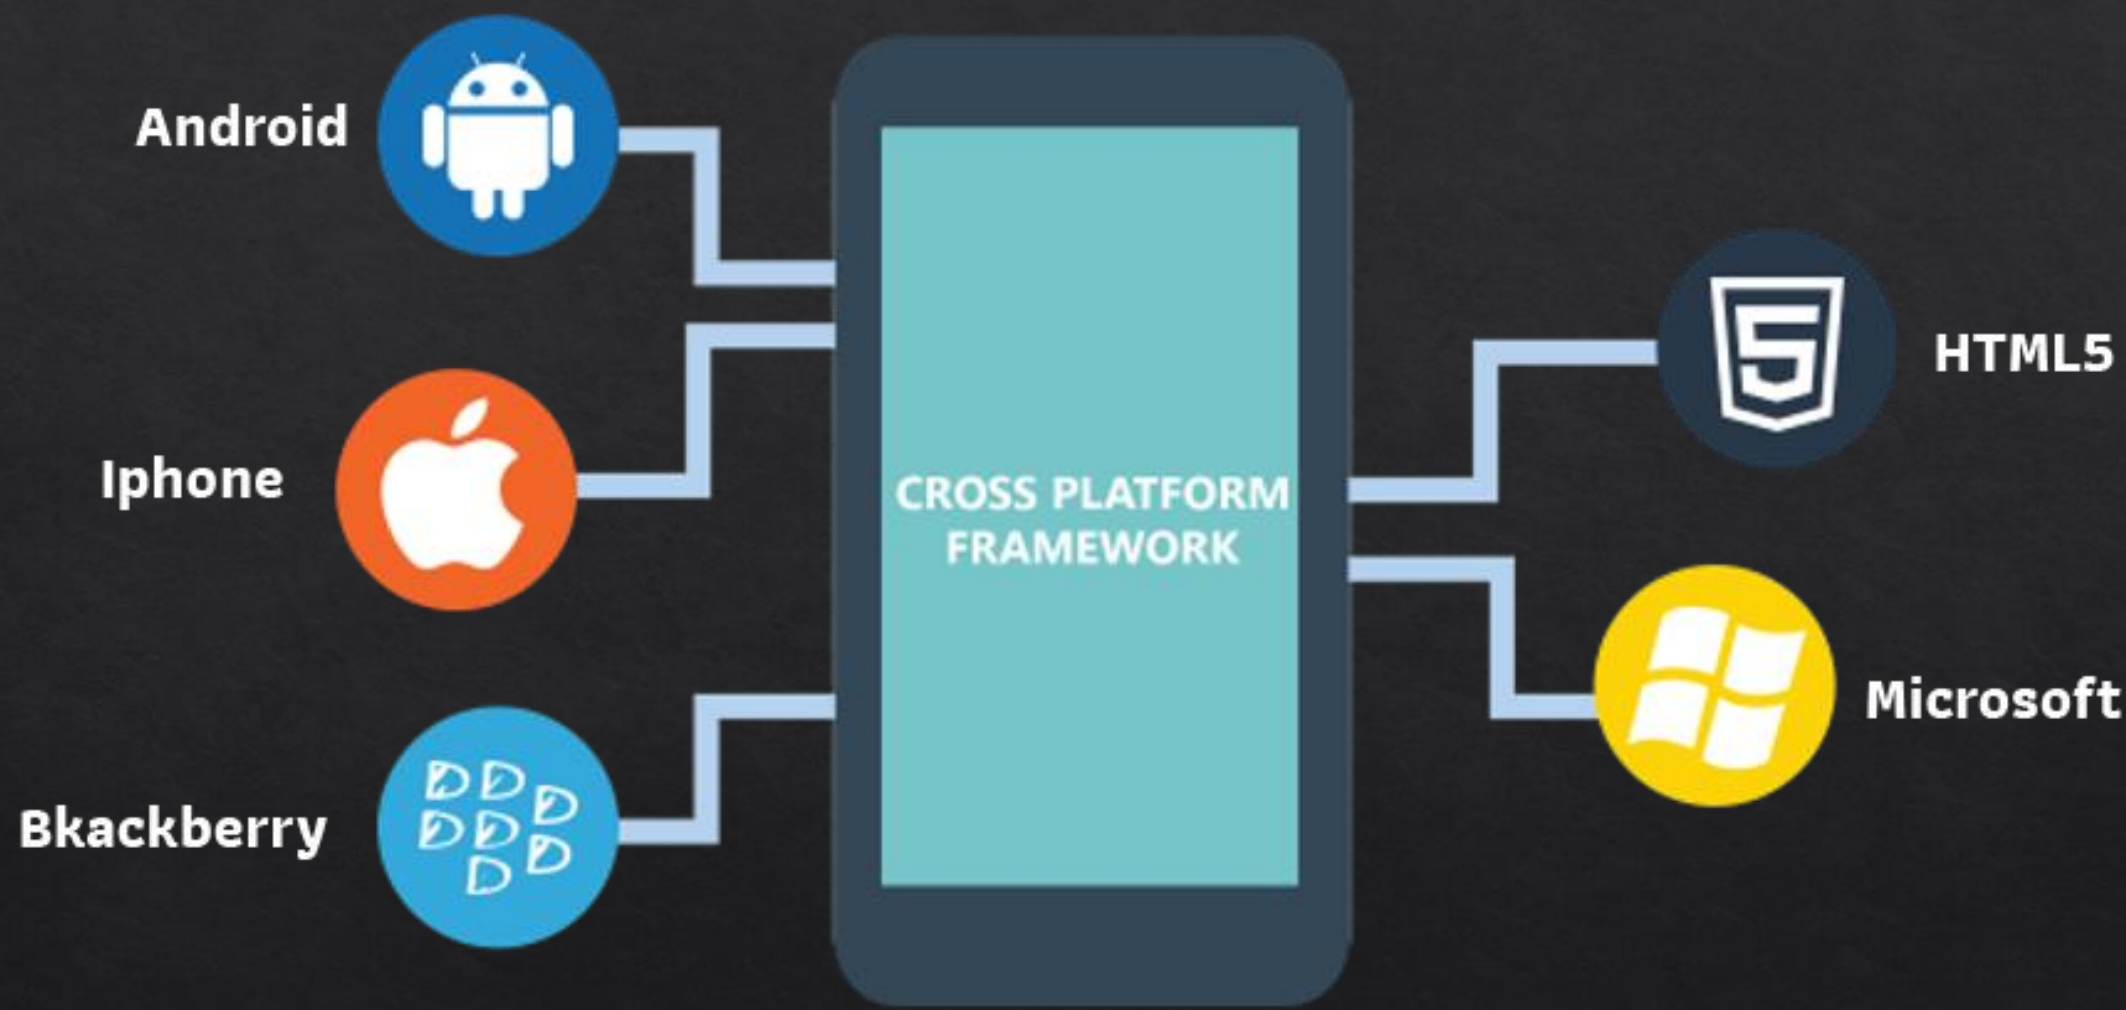 Android
Iphone
Bkackberry
CROSS PLATFORM
FRAMEWORK
HTML5
Microsoft